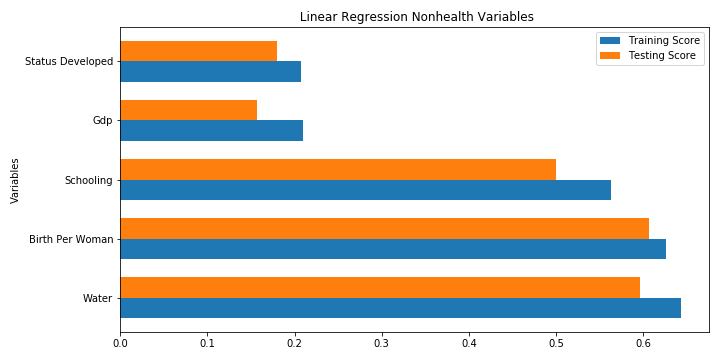 Linear Regression Nonhealth Variables
Training Score
Testing Score
Status Developed
Gdp
Schooling
Birth Per Woman
Water
Variables
0.0 0.1 0.2 0.3 0.4 0.5 0.6